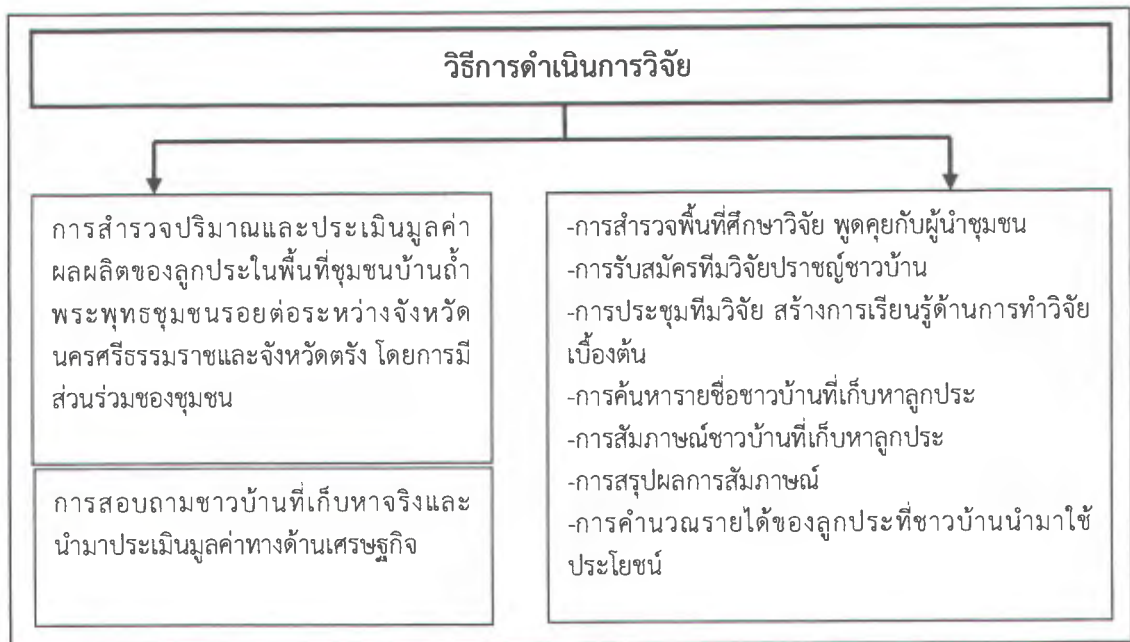 วิธีการดำเนินการวิจัย
การสำรวจปริมาณและประเมินมูลค่า
ผลผลิตของลูกประในพื้นที่ชุมชนบ้านถ้ำ
พระพุทธชุมชนรอยต่อระหว่างจังหวัด
นครศรีธรรมราชและจังหวัดตรัง โดยการมี
ส่วนร่วมชองชุมชน
การสอบถามชาวบ้านที่เก็บหาจริงและ
นำมาประเมินมูลค่าทางด้านเศรษฐกิจ
-การสำรวจพื้นที่ศึกษาวิจัย พูดคุยกับผู้นำชุมชน
-การรับสมัครทีมวิจัยปราชญ์ชาวบ้าน
-การประชุมทีมวิจัย สร้างการเรียนรู้ด้านการทำวิจัย
เบื้องต้น
-การค้นหารายชื่อชาวบ้านที่เก็บหาลูกประ
-การสัมภาษณ์ชาวบ้านที่เก็บหาลูกประ
-การสรุปผลการสัมภาษณ์
-การคำนวณรายได้ของลูกประที่ชาวบ้านนำมาใช้
ประโยชน์